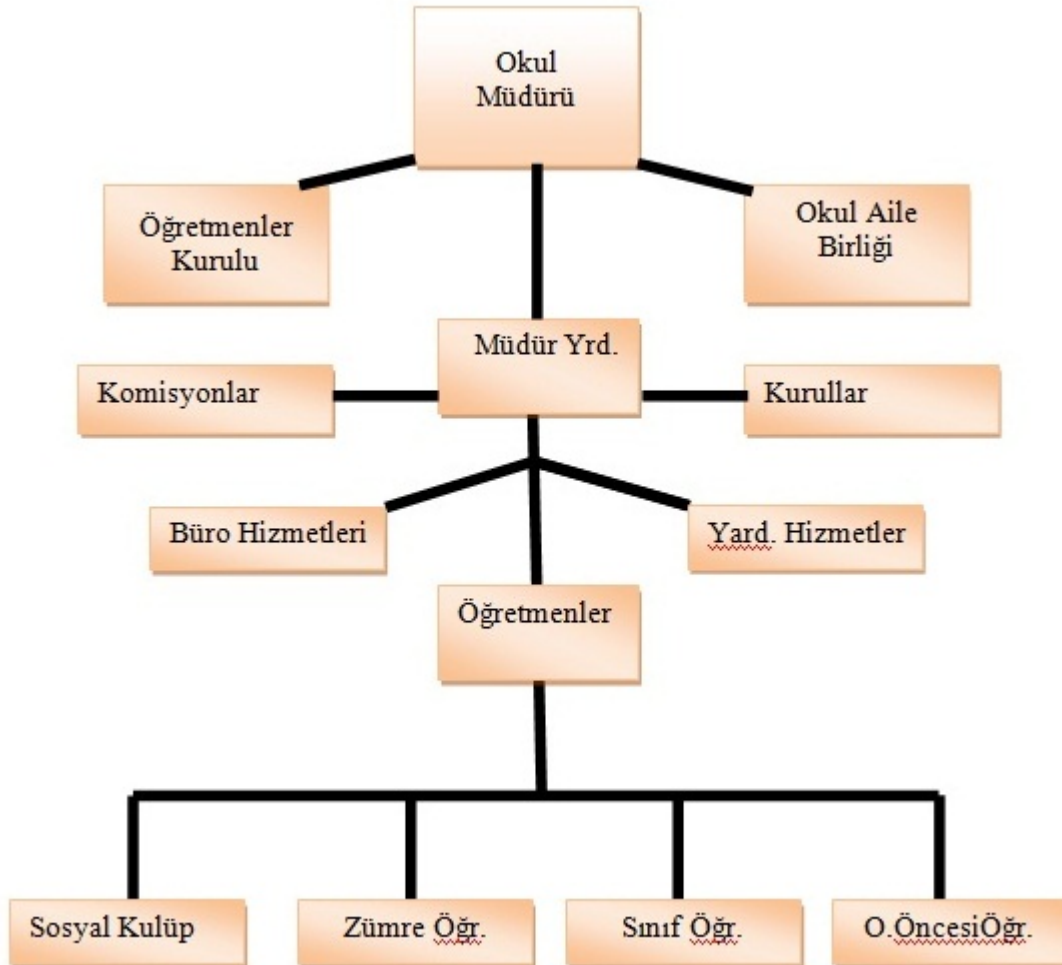 Okul
Müdürü
Öğretmenler
Kurulu
Okul Aile
Birliği
Müdür Yrd.
Komisyonlar
Kurullar
Büro Hizmetleri
Yard. Hizmetler
Öğretmenler
Sosyal Kulüp
Zümre Öğr.
Sınıf Öğr.
O.ÖncesiÖğr.